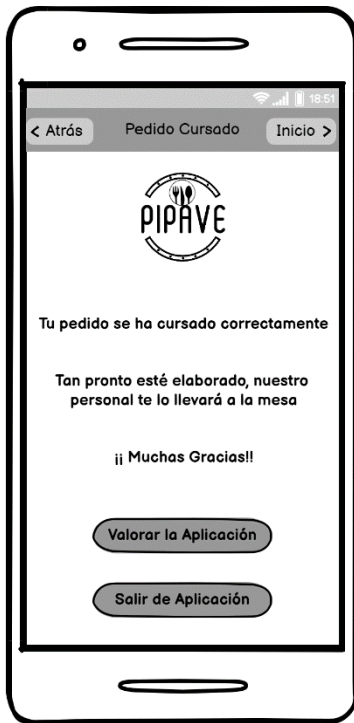 18.51
< Atrás Pedido Cursado Inicio >
PIPAVE
Tu pedido se ha cursado correctamente
Tan pronto esté elaborado, nuestro
personal te lo llevará a la mesa
¡¡ Muchas Gracias!!
Valorar la Aplicación
Salir de Aplicación